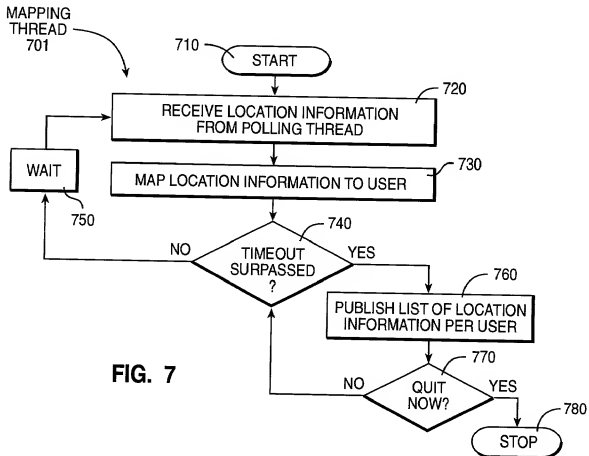 MAPPING
THREAD
701
710
START
720
RECEIVE LOCATION INFORMATION
FROM POLLING THREAD
730
MAP LOCATION INFORMATION TO USER
WAIT
750
740
NO
YES
TIMEOUT
SURPASSED
?
760
PUBLISH LIST OF LOCATION
INFORMATION PER USER
770
NO
YES
QUIT
NOW?
780
STOP
FIG. 7